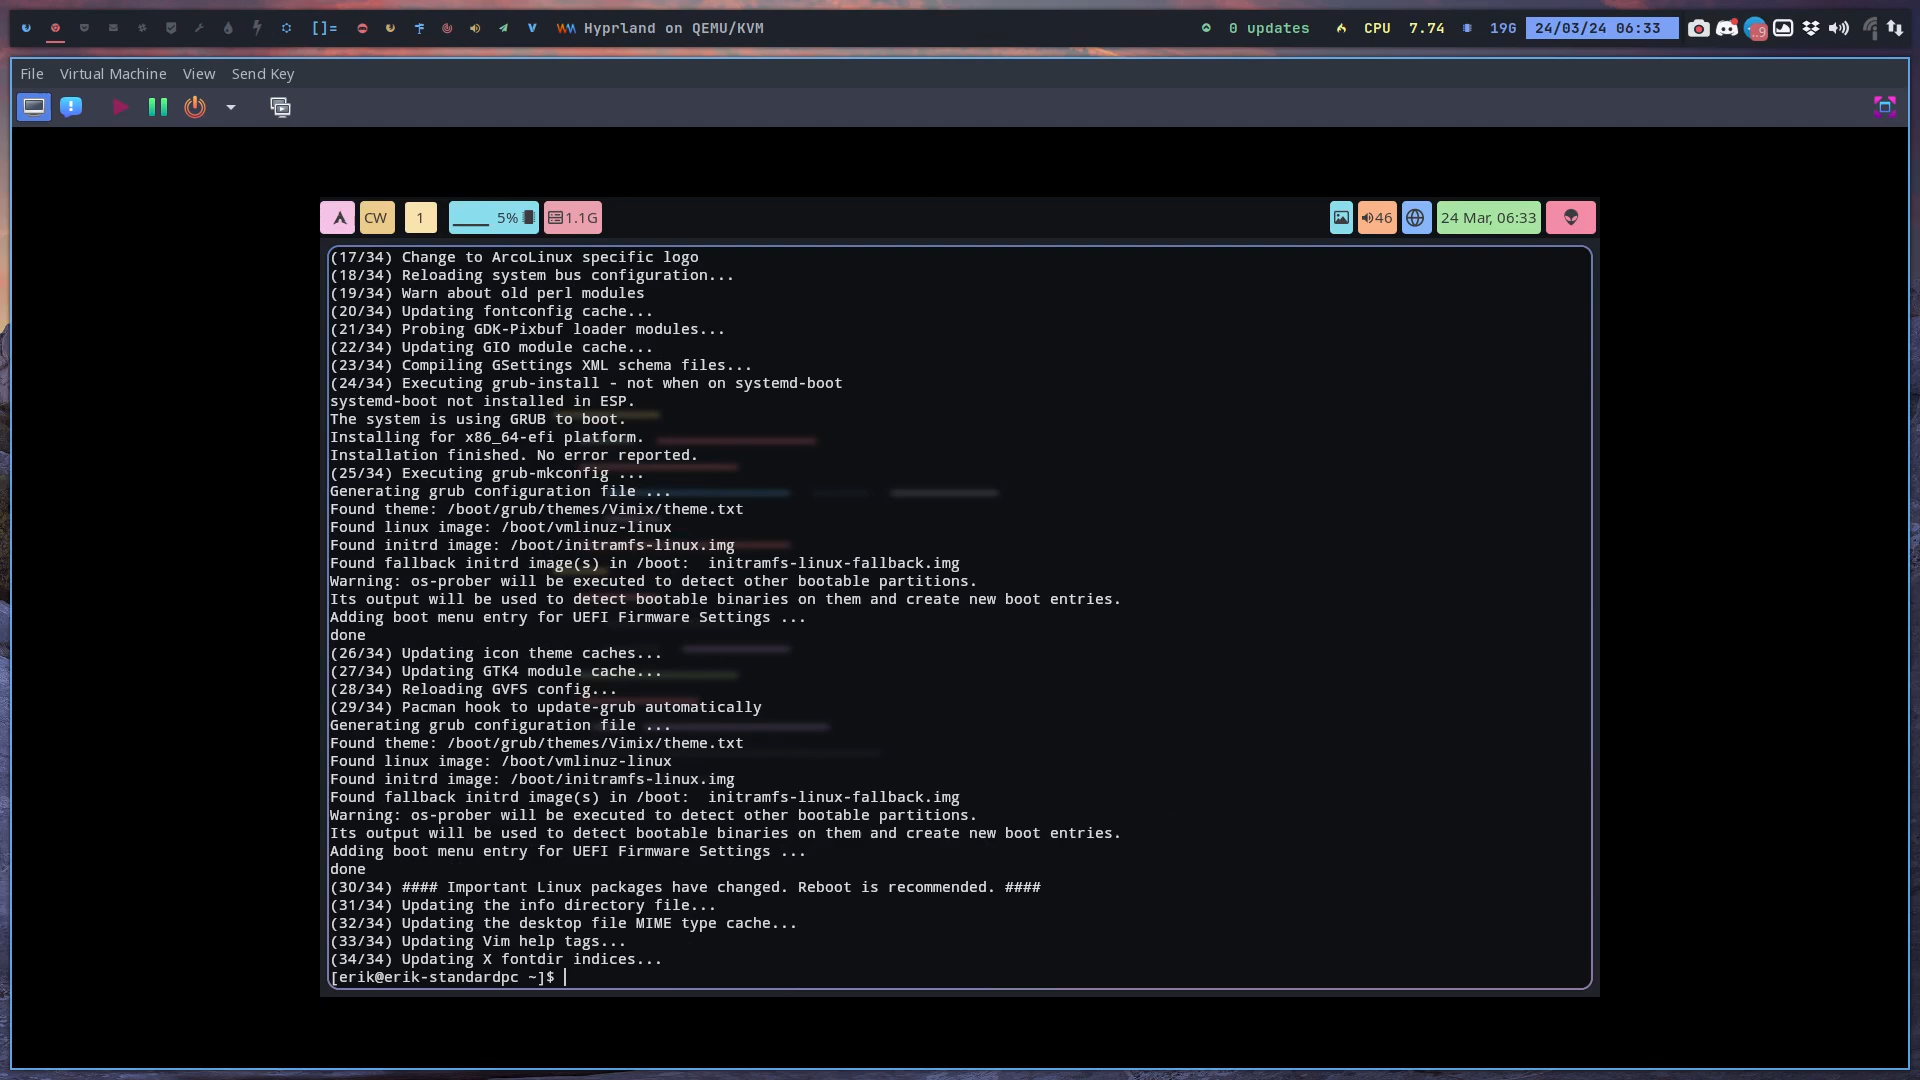 []= Hyprland on QEMU/KVM 0 updates CPU 7.74 19G 24/03/24 06:33
File Virtual Machine View Send Key
CW 1 5% 1.1G 46 24 Mar, 06:33
(17/34) Change to ArcoLinux specific logo
(18/34) Reloading system bus configuration...
(19/34) Warn about old perl modules
(20/34) Updating fontconfig cache...
(21/34) Probing GDK-Pixbuf loader modules...
(22/34) Updating GIO module cache...
(23/34) Compiling GSettings XML schema files...
(24/34) Executing grub-install - not when on systemd-boot
systemd-boot not installed in ESP.
The system is using GRUB to boot.
Installing for x86_64-efi platform.
Installation finished. No error reported.
(25/34) Executing grub-mkconfig ...
Generating grub configuration file ...
Found theme: /boot/grub/themes/Vimix/theme.txt
Found linux image: /boot/vmlinuz-linux
Found initrd image: /boot/initramfs-linux.img
Found fallback initrd image(s) in /boot:  initramfs-linux-fallback.img
Warning: os-prober will be executed to detect other bootable partitions.
Its output will be used to detect bootable binaries on them and create new boot entries.
Adding boot menu entry for UEFI Firmware Settings ...
done
(26/34) Updating icon theme caches...
(27/34) Updating GTK4 module cache...
(28/34) Reloading GVFS config...
(29/34) Pacman hook to update-grub automatically
Generating grub configuration file ...
Found theme: /boot/grub/themes/Vimix/theme.txt
Found linux image: /boot/vmlinuz-linux
Found initrd image: /boot/initramfs-linux.img
Found fallback initrd image(s) in /boot:  initramfs-linux-fallback.img
Warning: os-prober will be executed to detect other bootable partitions.
Its output will be used to detect bootable binaries on them and create new boot entries.
Adding boot menu entry for UEFI Firmware Settings ...
done
(30/34) #### Important Linux packages have changed. Reboot is recommended. ####
(31/34) Updating the info directory file...
(32/34) Updating the desktop file MIME type cache...
(33/34) Updating Vim help tags...
(34/34) Updating X fontdir indices...
[erik@erik-standardpc ~]$